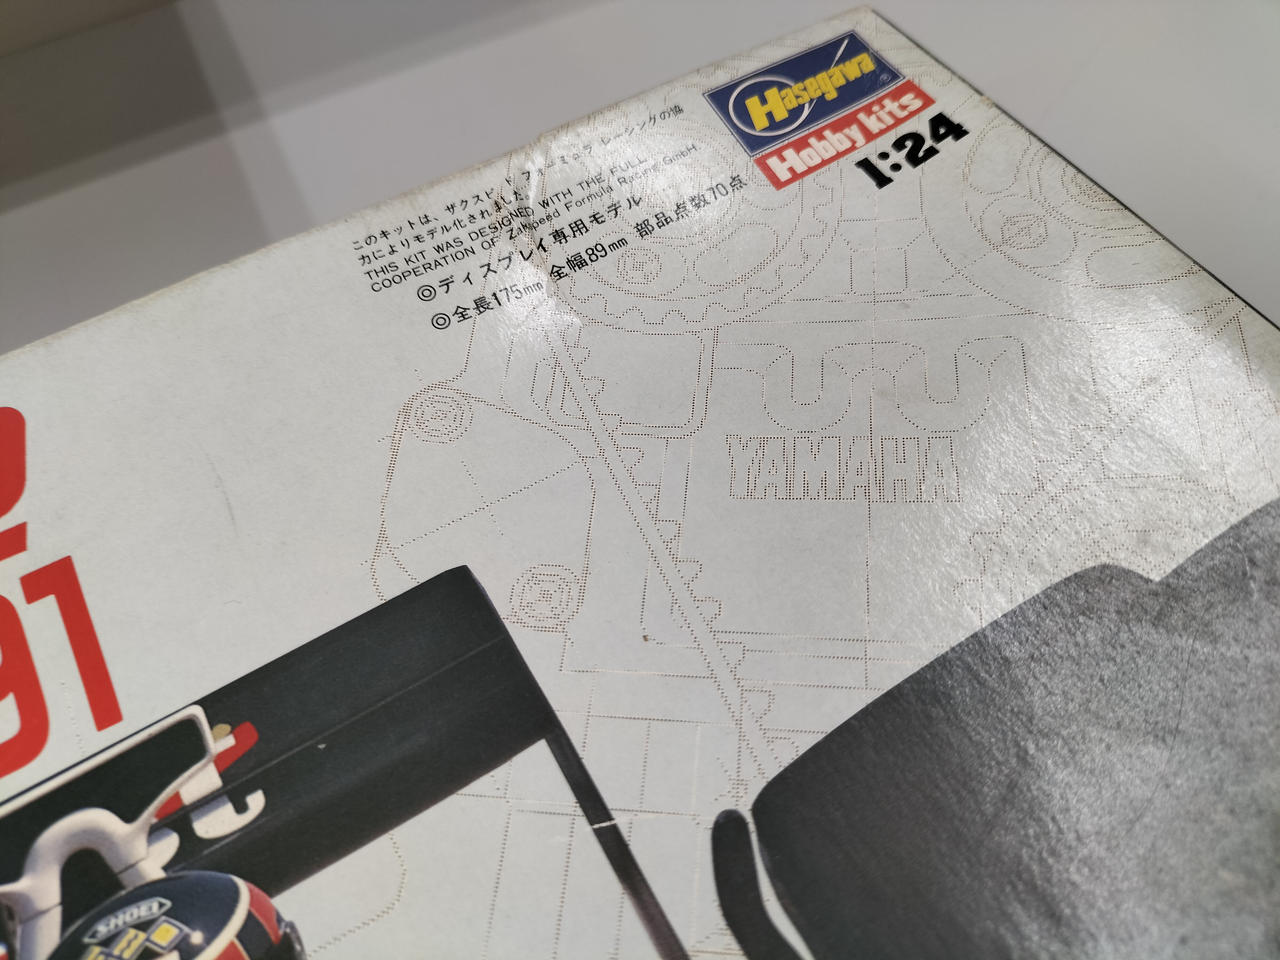 Hasegawa
Hobby kits
1:24
このキットは、ザクスピード フォーミュラ レーシングの協
力によりモデル化されました。
THIS KIT WAS DESIGNED WITH THE FULL
COOPERATION OF Zakspeed Formula Racing GmbH
◎ディスプレイ専用モデル
◎全長175mm 全幅89mm 部品点数70点
YAMAHA
91
SHOEI